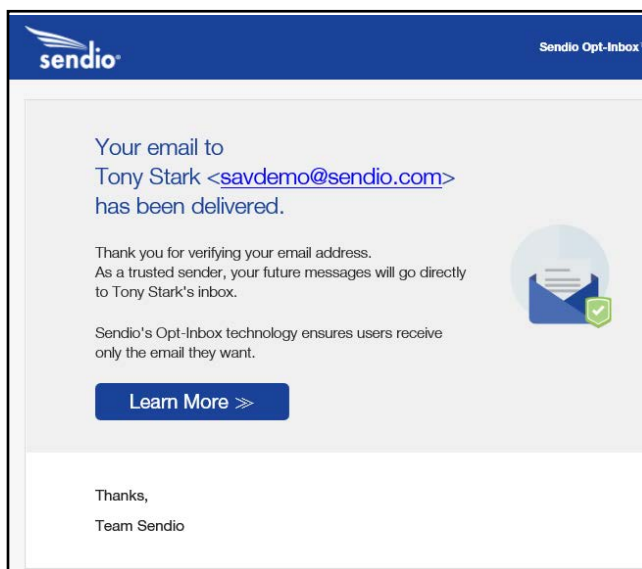 sendio
Sendio Opt-Inbox
Your email to
Tony Stark <savdemo@sendio.com>
has been delivered.
Thank you for verifying your email address.
As a trusted sender, your future messages will go directly
to Tony Stark's inbox.
Sendio's Opt-Inbox technology ensures users receive
only the email they want.
Learn More ≫
Thanks,
Team Sendio